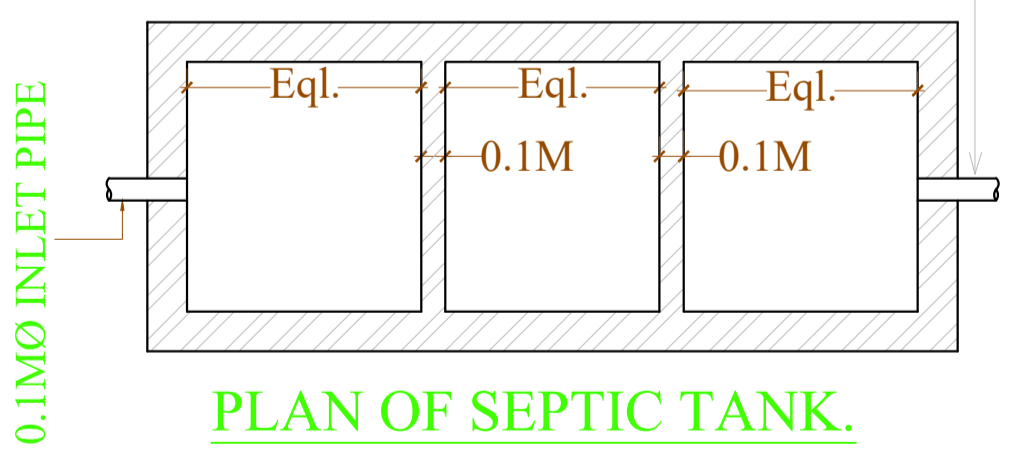 Eql.
Eql.
Eql.
0.1M
0.1M
0.1MØ INLET PIPE
PLAN OF SEPTIC TANK.